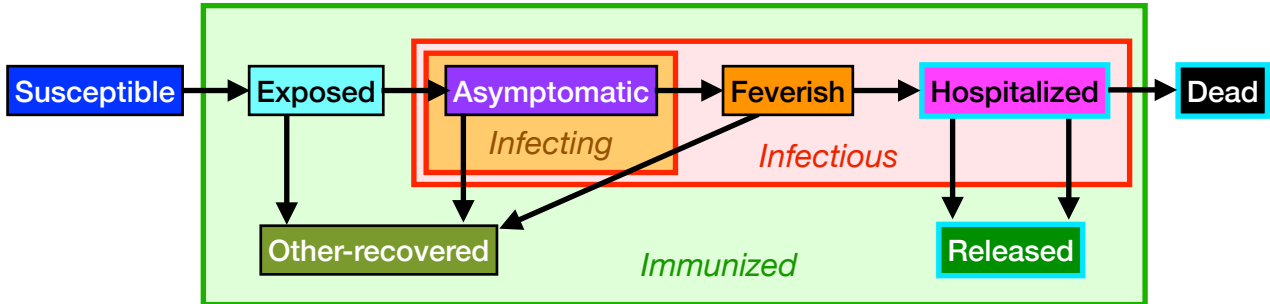 Susceptible
Exposed
Asymptomatic
Feverish
Hospitalized
Dead
Infecting
Infectious
Other-recovered
Released
Immunized